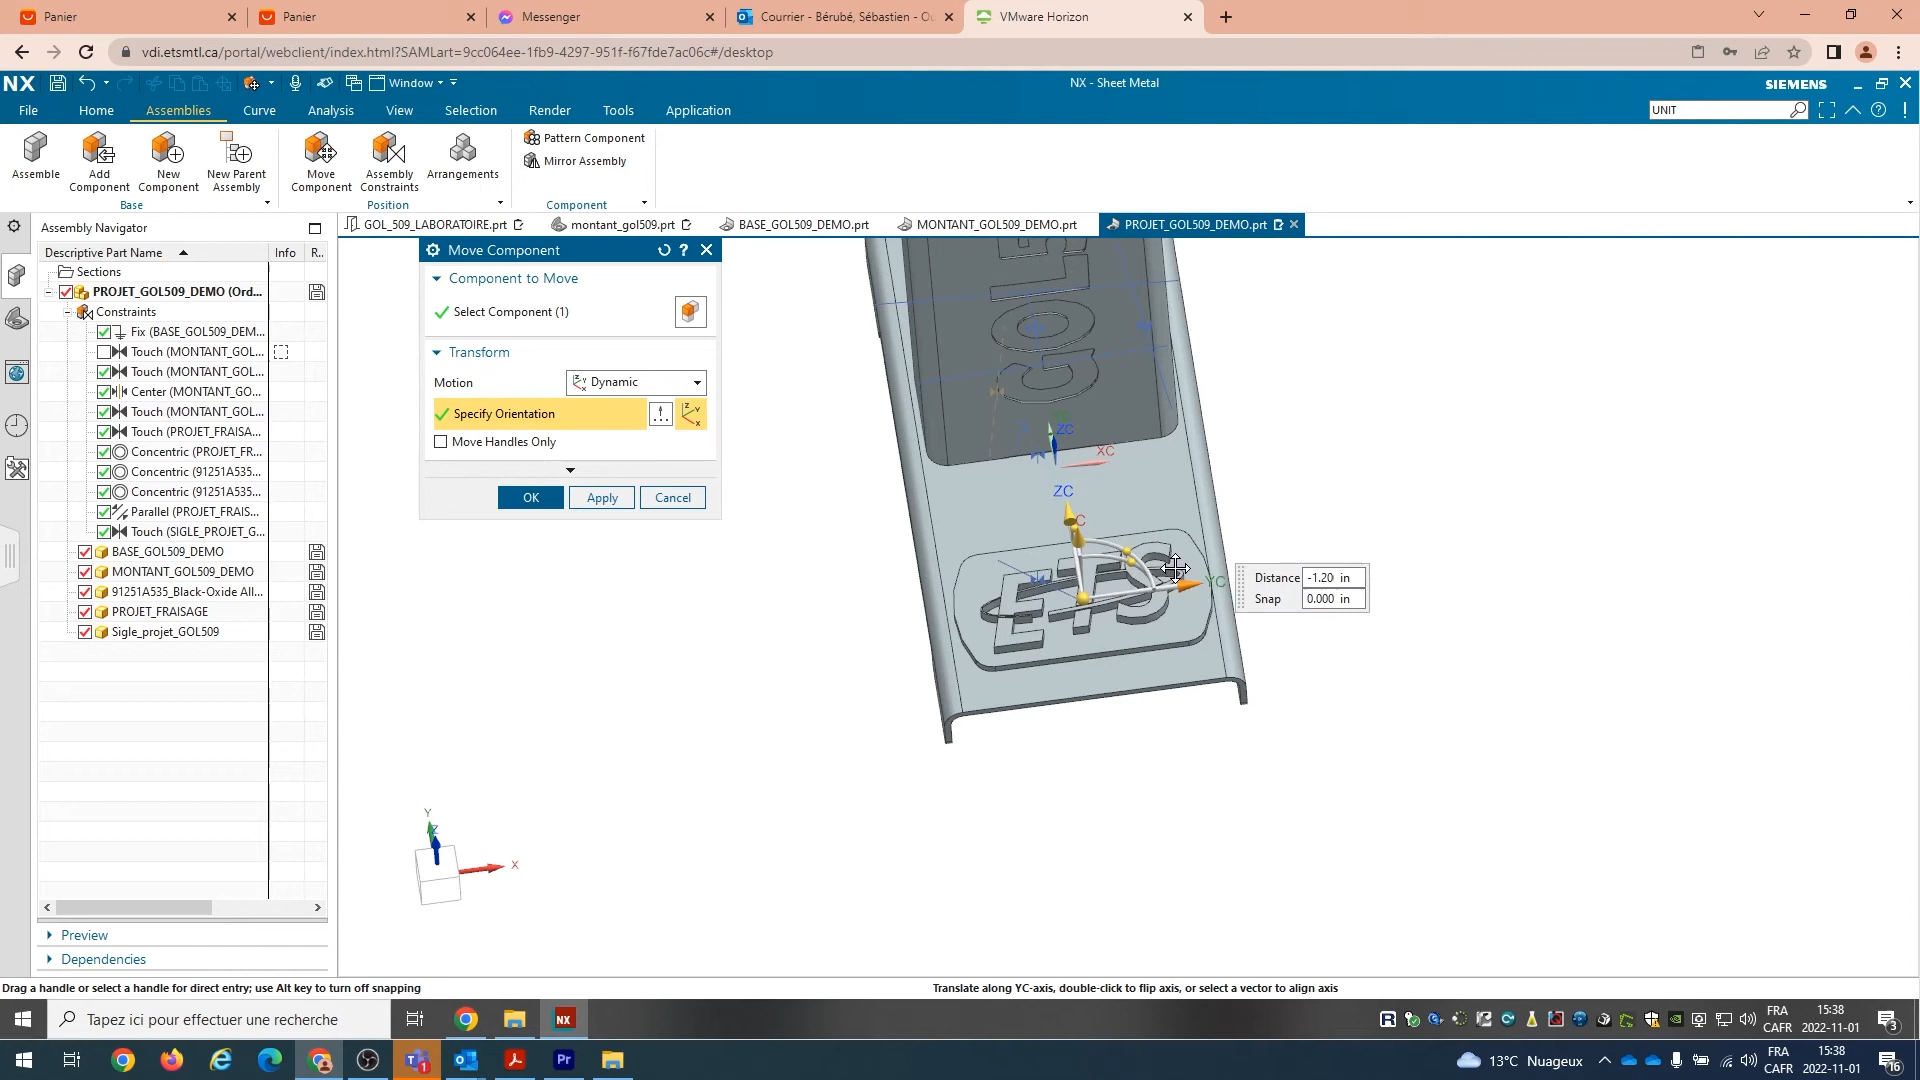 Panier
Panier
Messenger
Courrier - Bérubé, Sébastien - Ou
VMware Horizon
vdi.etsmtl.ca/portal/webclient/index.html?SAMLart=9cc064ee-1fb9-4297-951f-f67fde7ac06c#/desktop
NX
Window
NX - Sheet Metal
SIEMENS
File Home Assemblies Curve Analysis View Selection Render Tools Application
UNIT
Assemble
Add Component
New Component
New Parent Assembly
Base
Move Component
Assembly Constraints
Arrangements
Position
Pattern Component
Mirror Assembly
Component
Assembly Navigator
GOL_509_LABORATOIRE.prt
montant_gol509.prt
BASE_GOL509_DEMO.prt
MONTANT_GOL509_DEMO.prt
PROJET_GOL509_DEMO.prt
Descriptive Part Name Info R..
Sections
PROJET_GOL509_DEMO (Ord...
Constraints
Fix (BASE_GOL509_DEM...
Touch (MONTANT_GOL...
Touch (MONTANT_GOL...
Center (MONTANT_GO...
Touch (MONTANT_GOL...
Touch (PROJET_FRAISA...
Concentric (PROJET_FR...
Concentric (91251A535...
Concentric (91251A535...
Parallel (PROJET_FRAIS...
Touch (SIGLE_PROJET_G...
BASE_GOL509_DEMO
MONTANT_GOL509_DEMO
91251A535_Black-Oxide All...
PROJET_FRAISAGE
Sigle_projet_GOL509
Preview
Dependencies
Move Component
Component to Move
Select Component (1)
Transform
Motion
Dynamic
Specify Orientation
Move Handles Only
OK
Apply
Cancel
ZC
XC
ZC
YC
ETS
Distance -1.20 in
Snap 0.000 in
Y
Z
X
Drag a handle or select a handle for direct entry; use Alt key to turn off snapping
Translate along YC-axis, double-click to flip axis, or select a vector to align axis
Tapez ici pour effectuer une recherche
FRA
CAFR
15:38
2022-11-01
3
13°C Nuageux
FRA
CAFR
15:38
2022-11-01
16